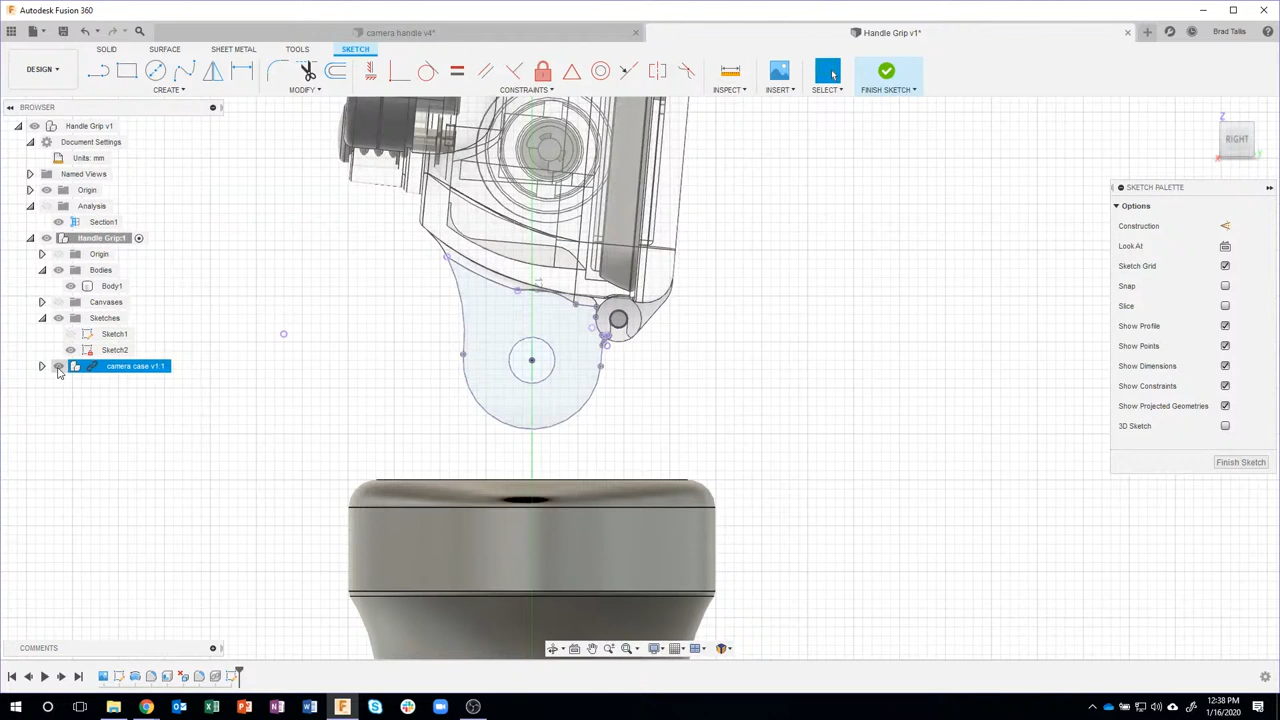 Autodesk Fusion 360
camera handle v4*
Handle Grip v1*
Brad Tallis
SOLID
SURFACE
SHEET METAL
TOOLS
SKETCH
DESIGN
CREATE
MODIFY
CONSTRAINTS
INSPECT
INSERT
SELECT
FINISH SKETCH
BROWSER
Handle Grip v1
Document Settings
Units: mm
Named Views
Origin
Analysis
Section1
Handle Grip:1
Origin
Bodies
Body1
Canvases
Sketches
Sketch1
Sketch2
camera case v1:1
Z
RIGHT
X
Y
SKETCH PALETTE
Options
Construction
Look At
Sketch Grid
Snap
Slice
Show Profile
Show Points
Show Dimensions
Show Constraints
Show Projected Geometries
3D Sketch
Finish Sketch
COMMENTS
12:38 PM
1/16/2020